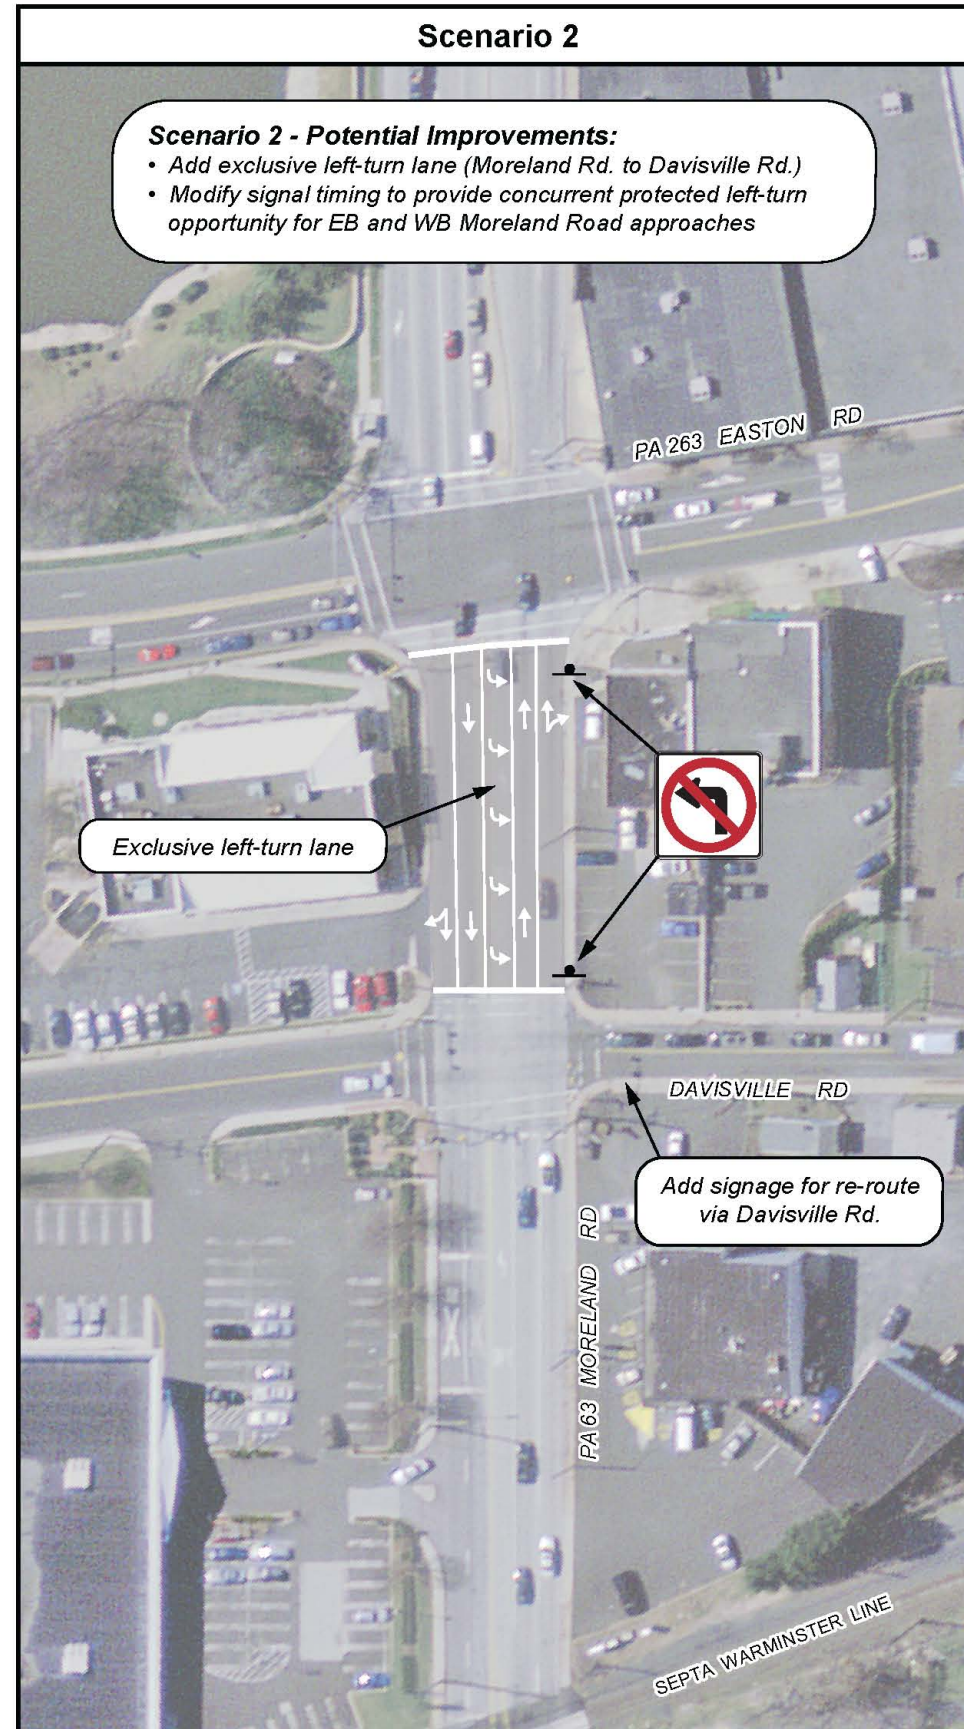 Scenario 2
Scenario 2 - Potential Improvements:
• Add exclusive left-turn lane (Moreland Rd. to Davisville Rd.)
• Modify signal timing to provide concurrent protected left-turn
opportunity for EB and WB Moreland Road approaches
PA 263 EASTON RD
Exclusive left-turn lane
DAVISVILLE RD
Add signage for re-route
via Davisville Rd.
PA 63 MORELAND RD
SEPTA WARMINSTER LINE